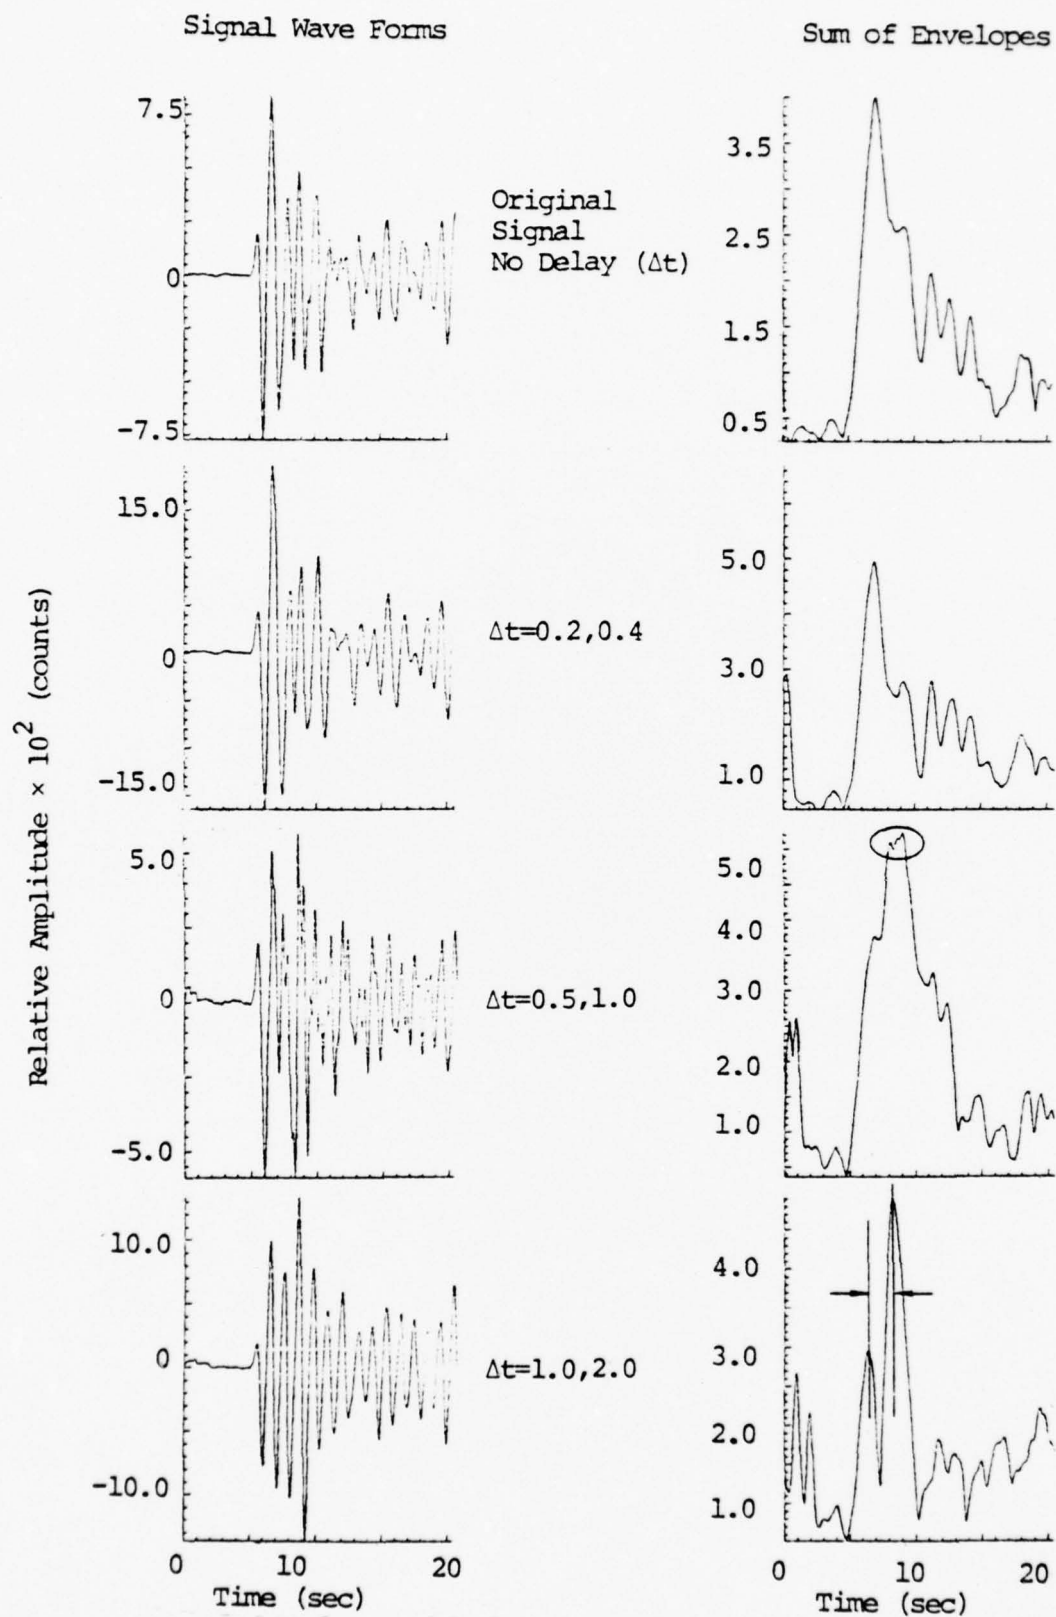 Signal Wave Forms
Sum of Envelopes
7.5
0
-7.5
Original
Signal
No Delay (Δt)
3.5
2.5
1.5
0.5
15.0
0
-15.0
Δt=0.2,0.4
5.0
3.0
1.0
Relative Amplitude × 10² (counts)
5.0
0
-5.0
Δt=0.5,1.0
5.0
4.0
3.0
2.0
1.0
10.0
0
-10.0
Δt=1.0,2.0
4.0
3.0
2.0
1.0
0 10 20
Time (sec)
0 10 20
Time (sec)